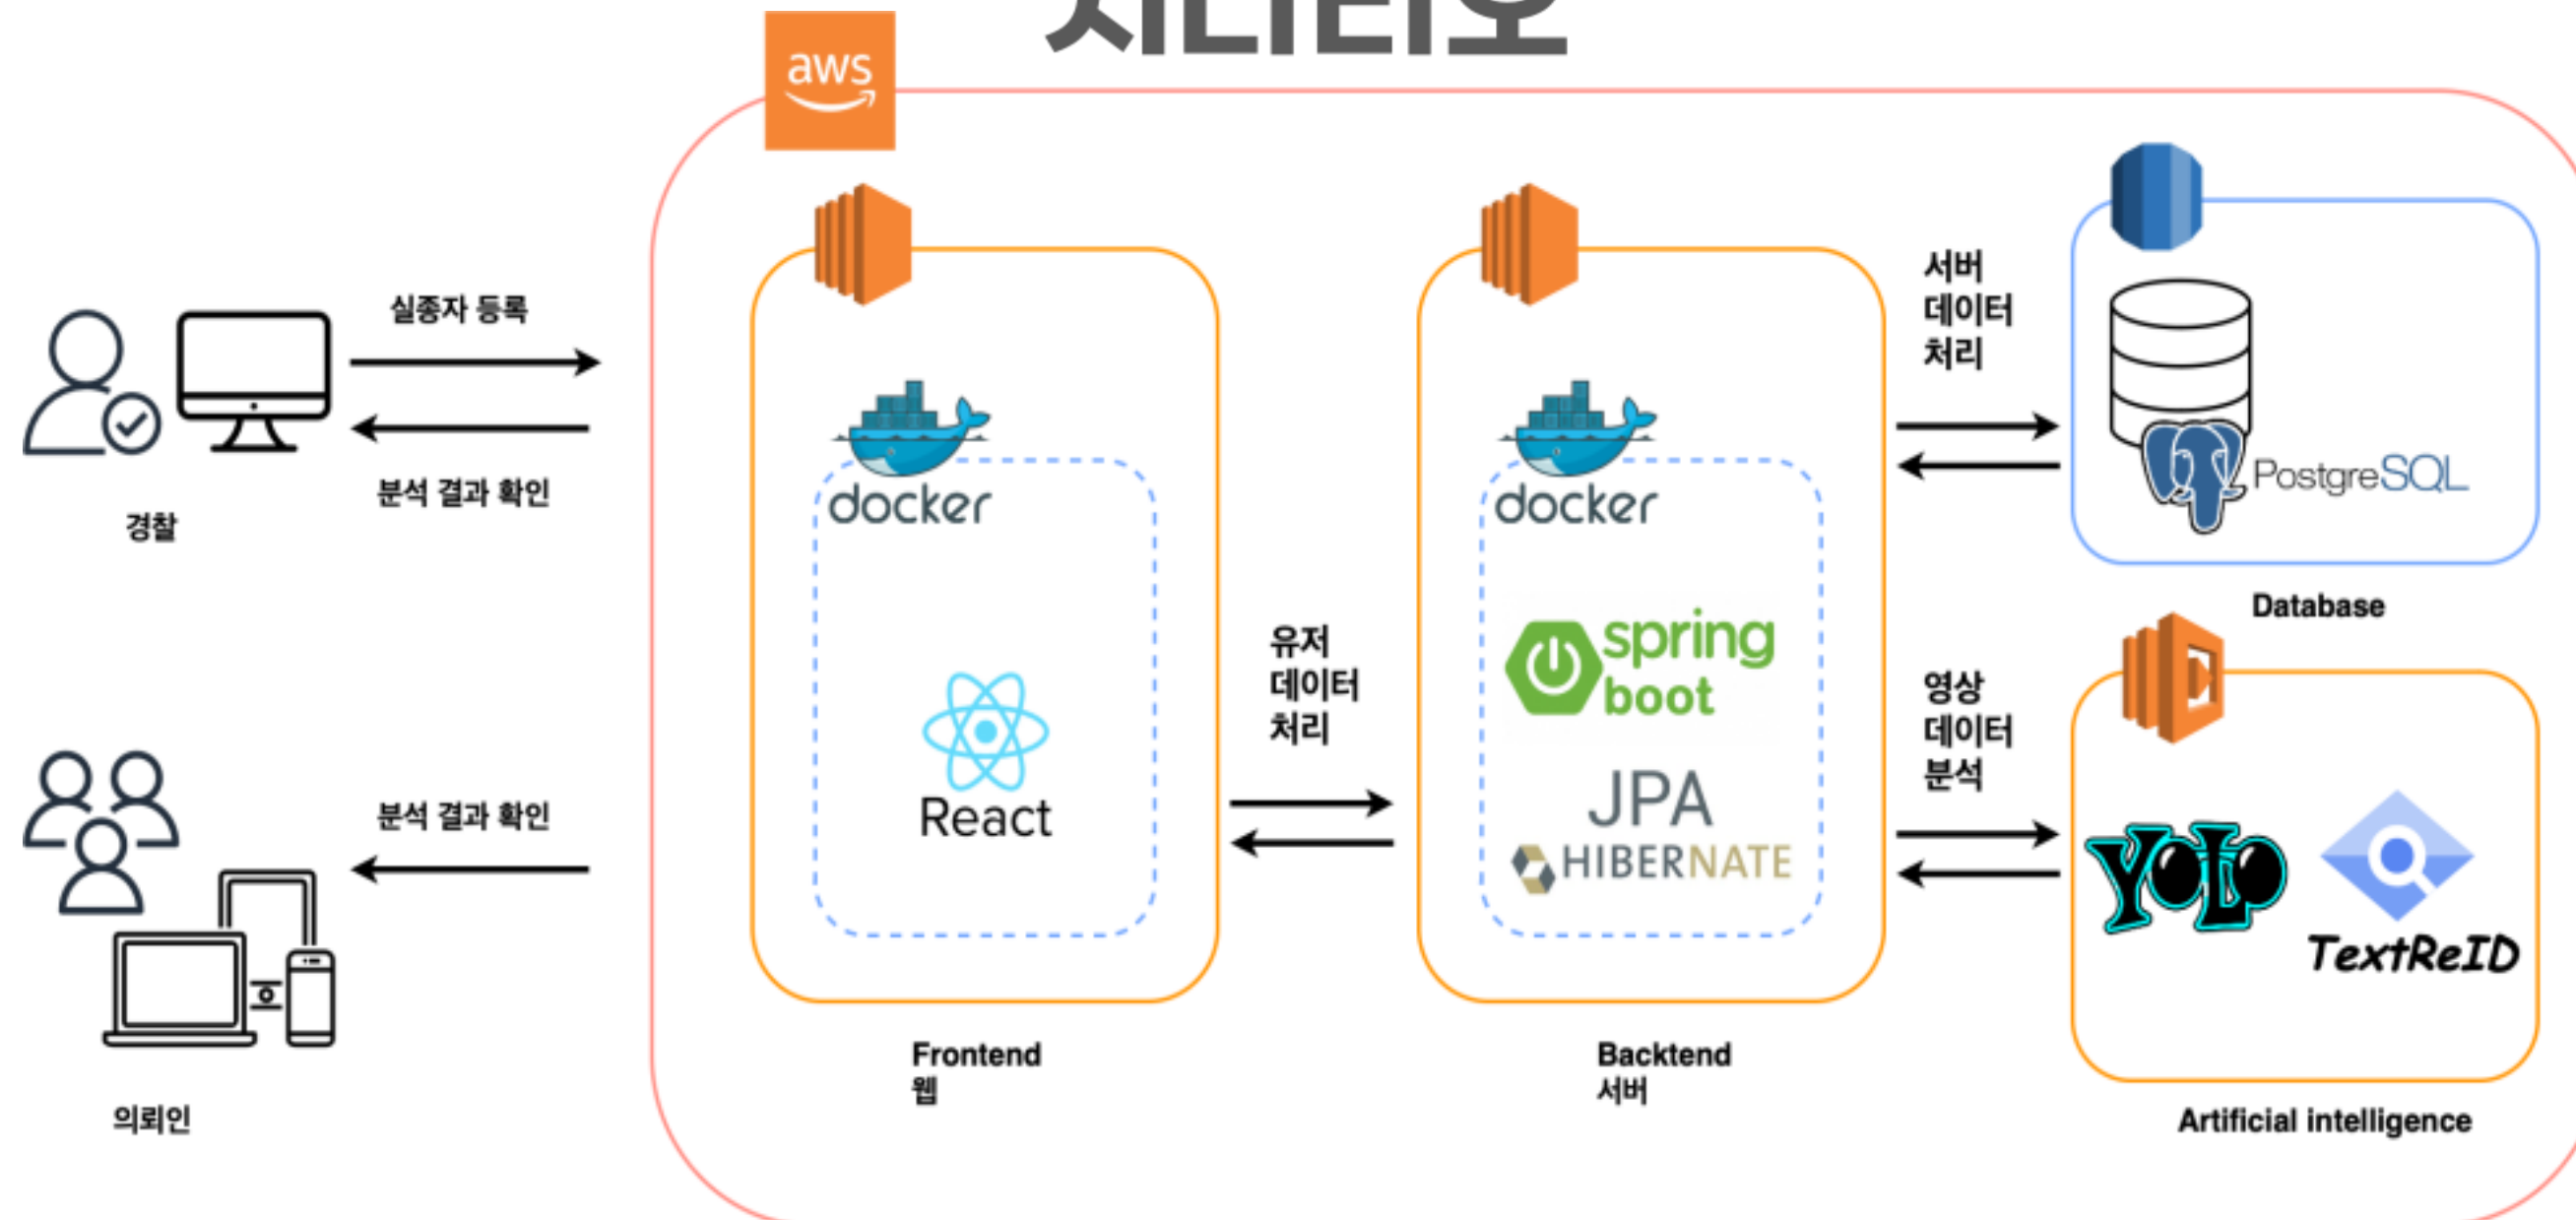 aws
실종자 등록
분석 결과 확인
경찰
분석 결과 확인
의뢰인
docker
React
Frontend
웹
유저
데이터
처리
docker
spring
boot
JPA
HIBERNATE
Backtend
서버
서버
데이터
처리
PostgreSQL
Database
영상
데이터
분석
YOLO
TextReID
Artificial intelligence